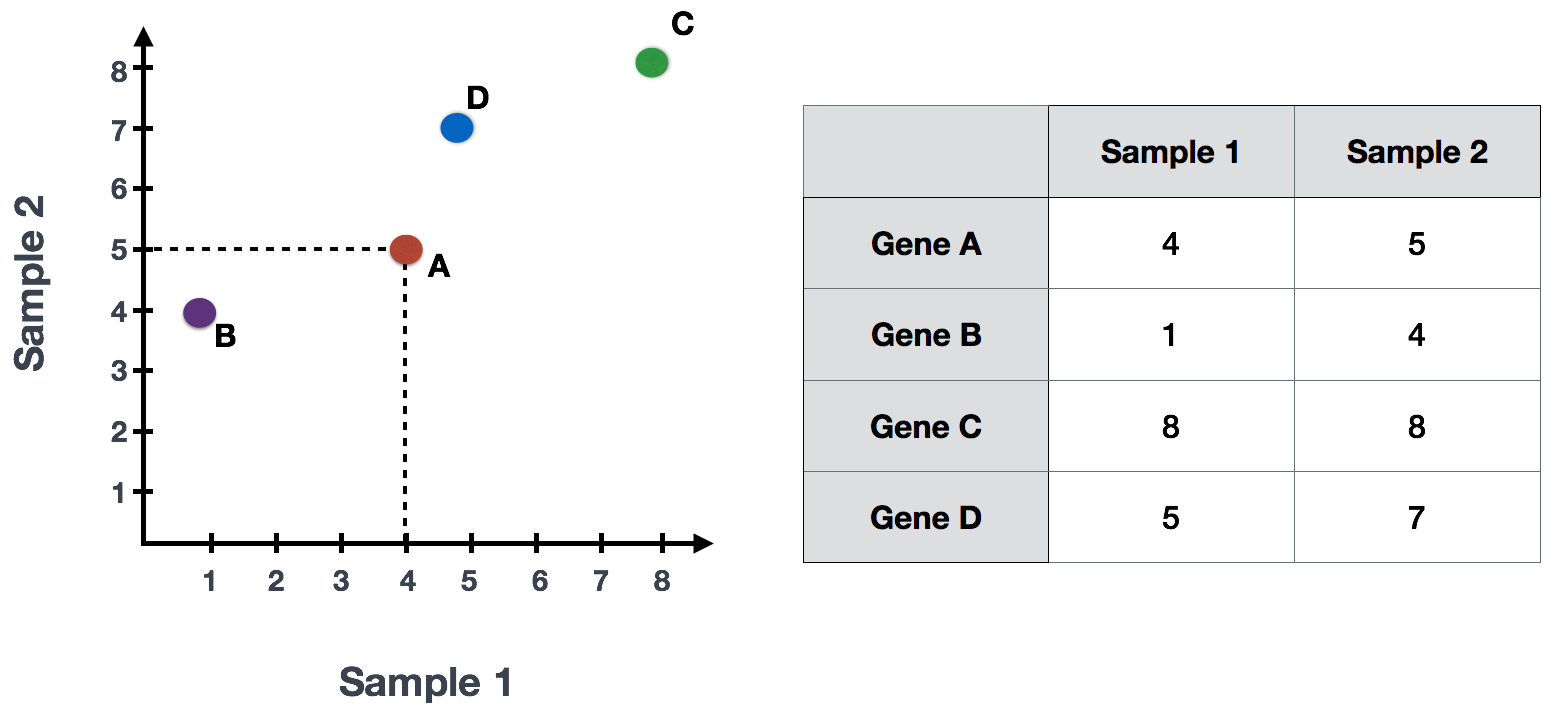 C
8
D
7
6
Sample 2
5
A
4
B
3
2
1
1 2 3 4 5 6 7 8
Sample 1
Sample 1 Sample 2
Gene A 4 5
Gene B 1 4
Gene C 8 8
Gene D 5 7